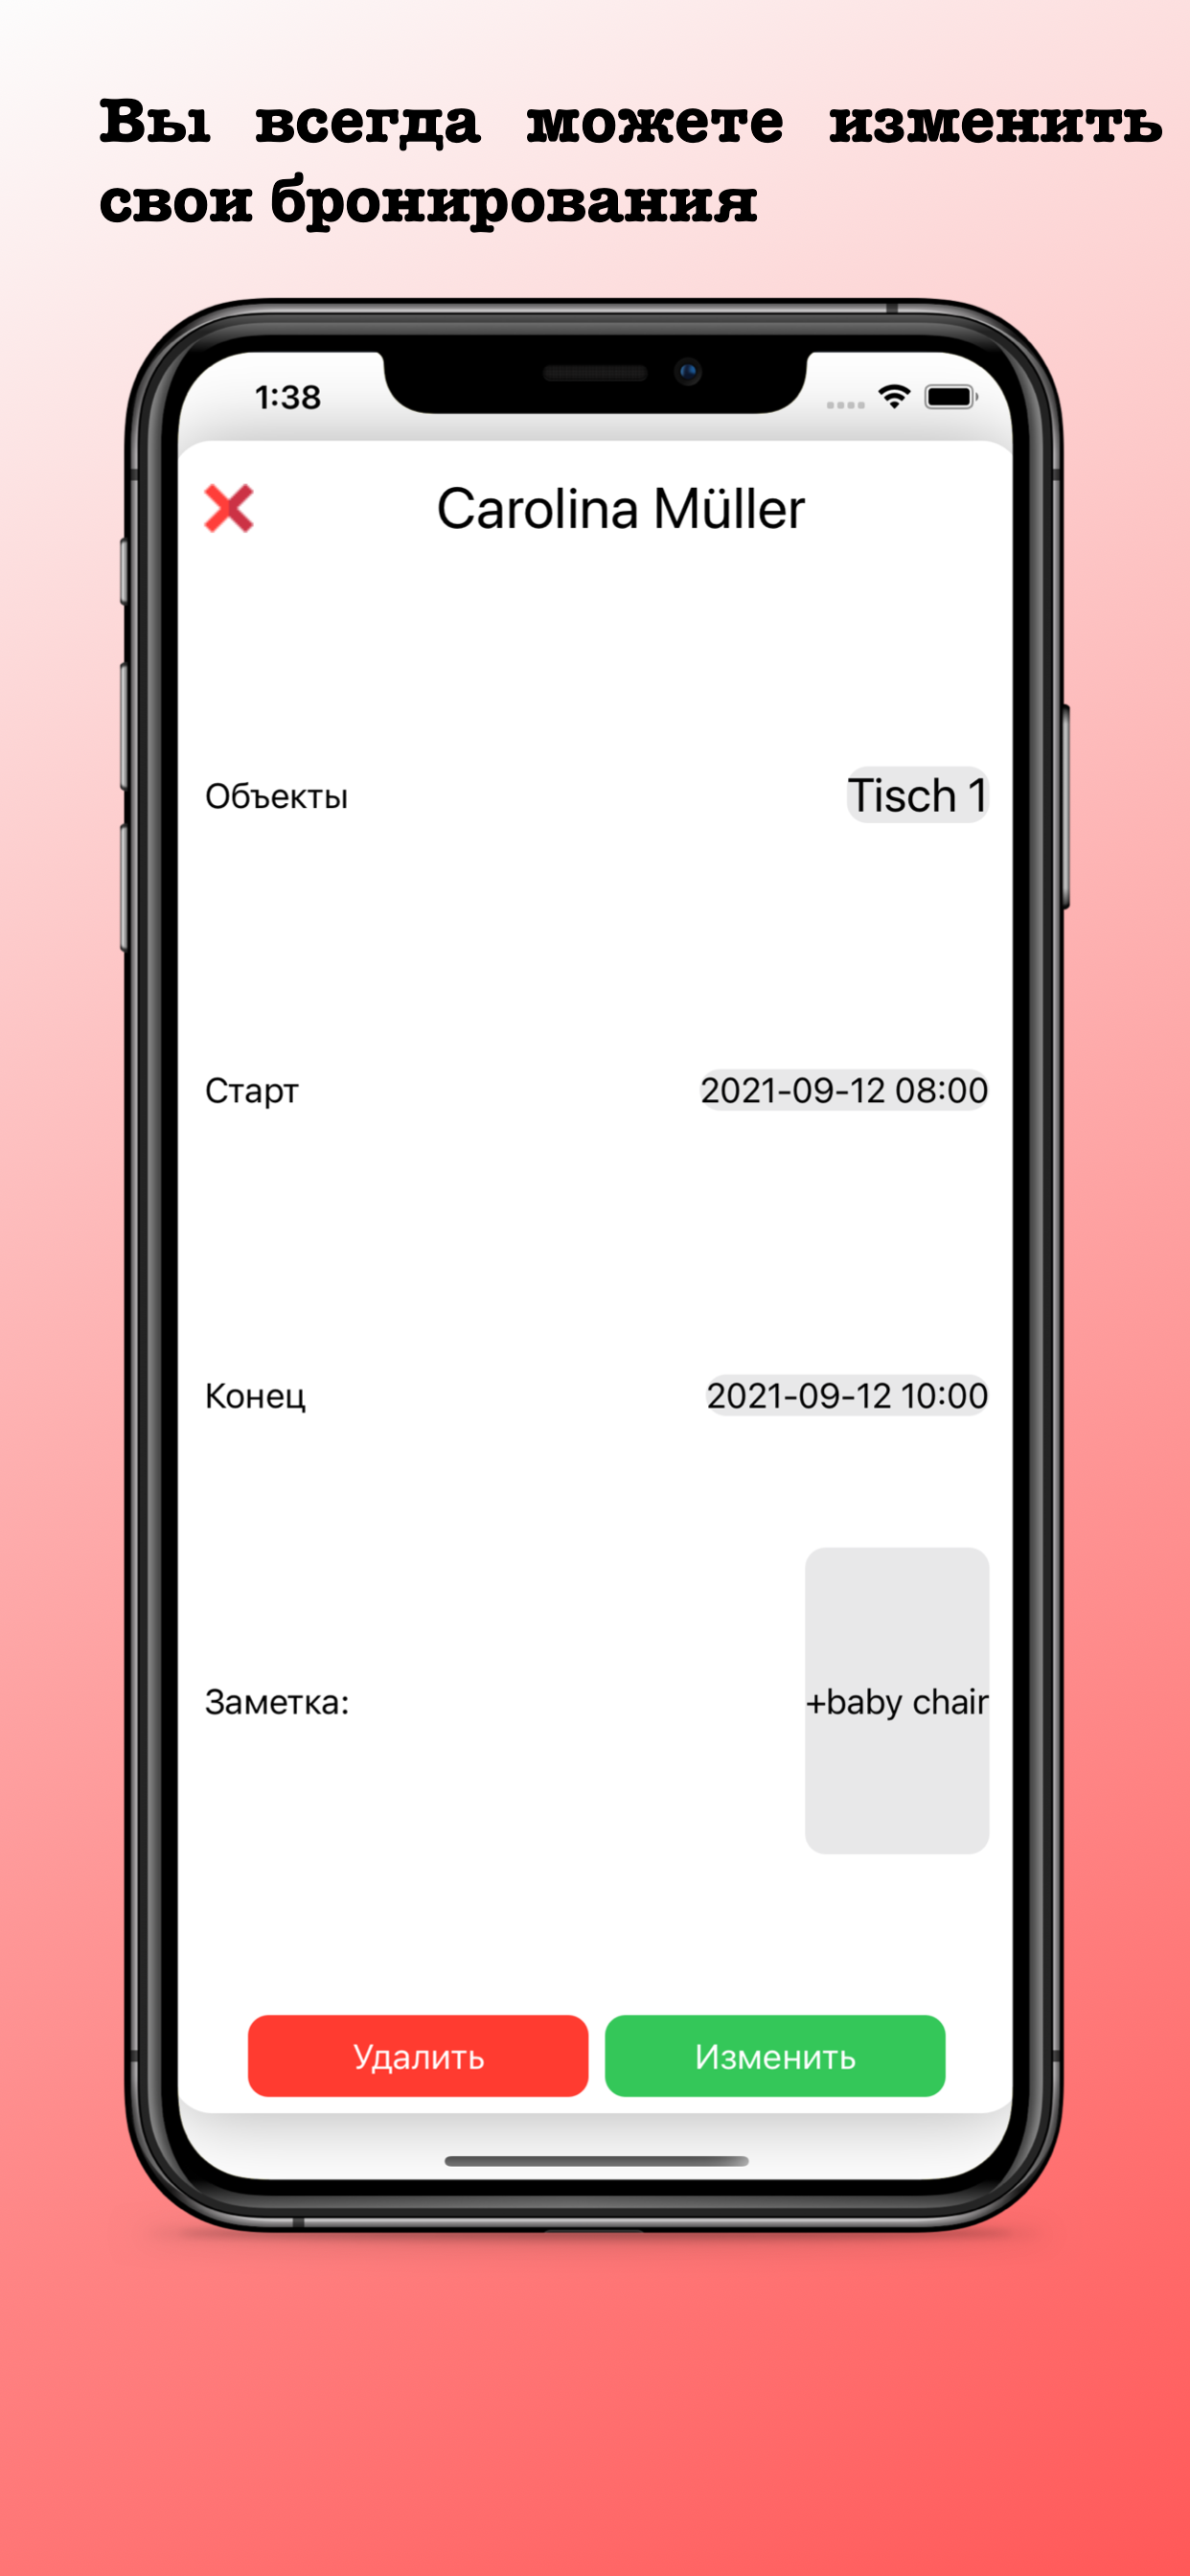 Вы всегда можете изменить
свои бронирования
1:38
Carolina Müller
Объекты
Tisch 1
Старт
2021-09-12 08:00
Конец
2021-09-12 10:00
Заметка:
+baby chair
Удалить
Изменить